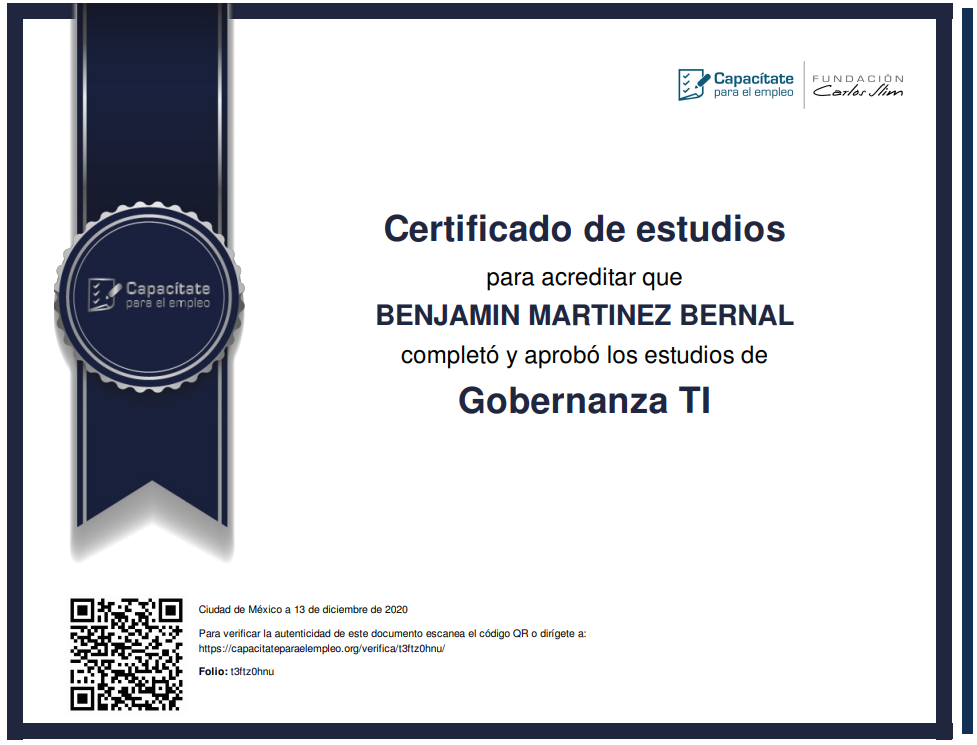 Capacítate
para el empleo
FUNDACIÓN
Carlos Slim
Certificado de estudios
para acreditar que
BENJAMIN MARTINEZ BERNAL
completó y aprobó los estudios de
Gobernanza TI
Capacítate
para el empleo
Ciudad de México a 13 de diciembre de 2020
Para verificar la autenticidad de este documento escanea el código QR o dirígete a:
https://capacitateparaelempleo.org/verifica/t3ftz0hnu/
Folio: t3ftz0hnu